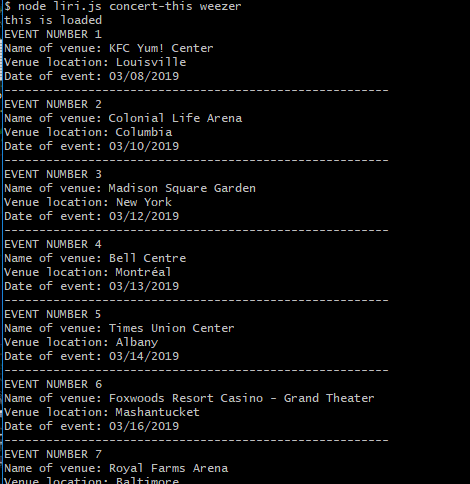 $ node liri.js concert-this weezer
this is loaded
EVENT NUMBER 1
Name of venue: KFC Yum! Center
Venue location: Louisville
Date of event: 03/08/2019
-------------------------------------------------------
EVENT NUMBER 2
Name of venue: Colonial Life Arena
Venue location: Columbia
Date of event: 03/10/2019
-------------------------------------------------------
EVENT NUMBER 3
Name of venue: Madison Square Garden
Venue location: New York
Date of event: 03/12/2019
-------------------------------------------------------
EVENT NUMBER 4
Name of venue: Bell Centre
Venue location: Montréal
Date of event: 03/13/2019
-------------------------------------------------------
EVENT NUMBER 5
Name of venue: Times Union Center
Venue location: Albany
Date of event: 03/14/2019
-------------------------------------------------------
EVENT NUMBER 6
Name of venue: Foxwoods Resort Casino - Grand Theater
Venue location: Mashantucket
Date of event: 03/16/2019
-------------------------------------------------------
EVENT NUMBER 7
Name of venue: Royal Farms Arena
Venue location: Baltimore